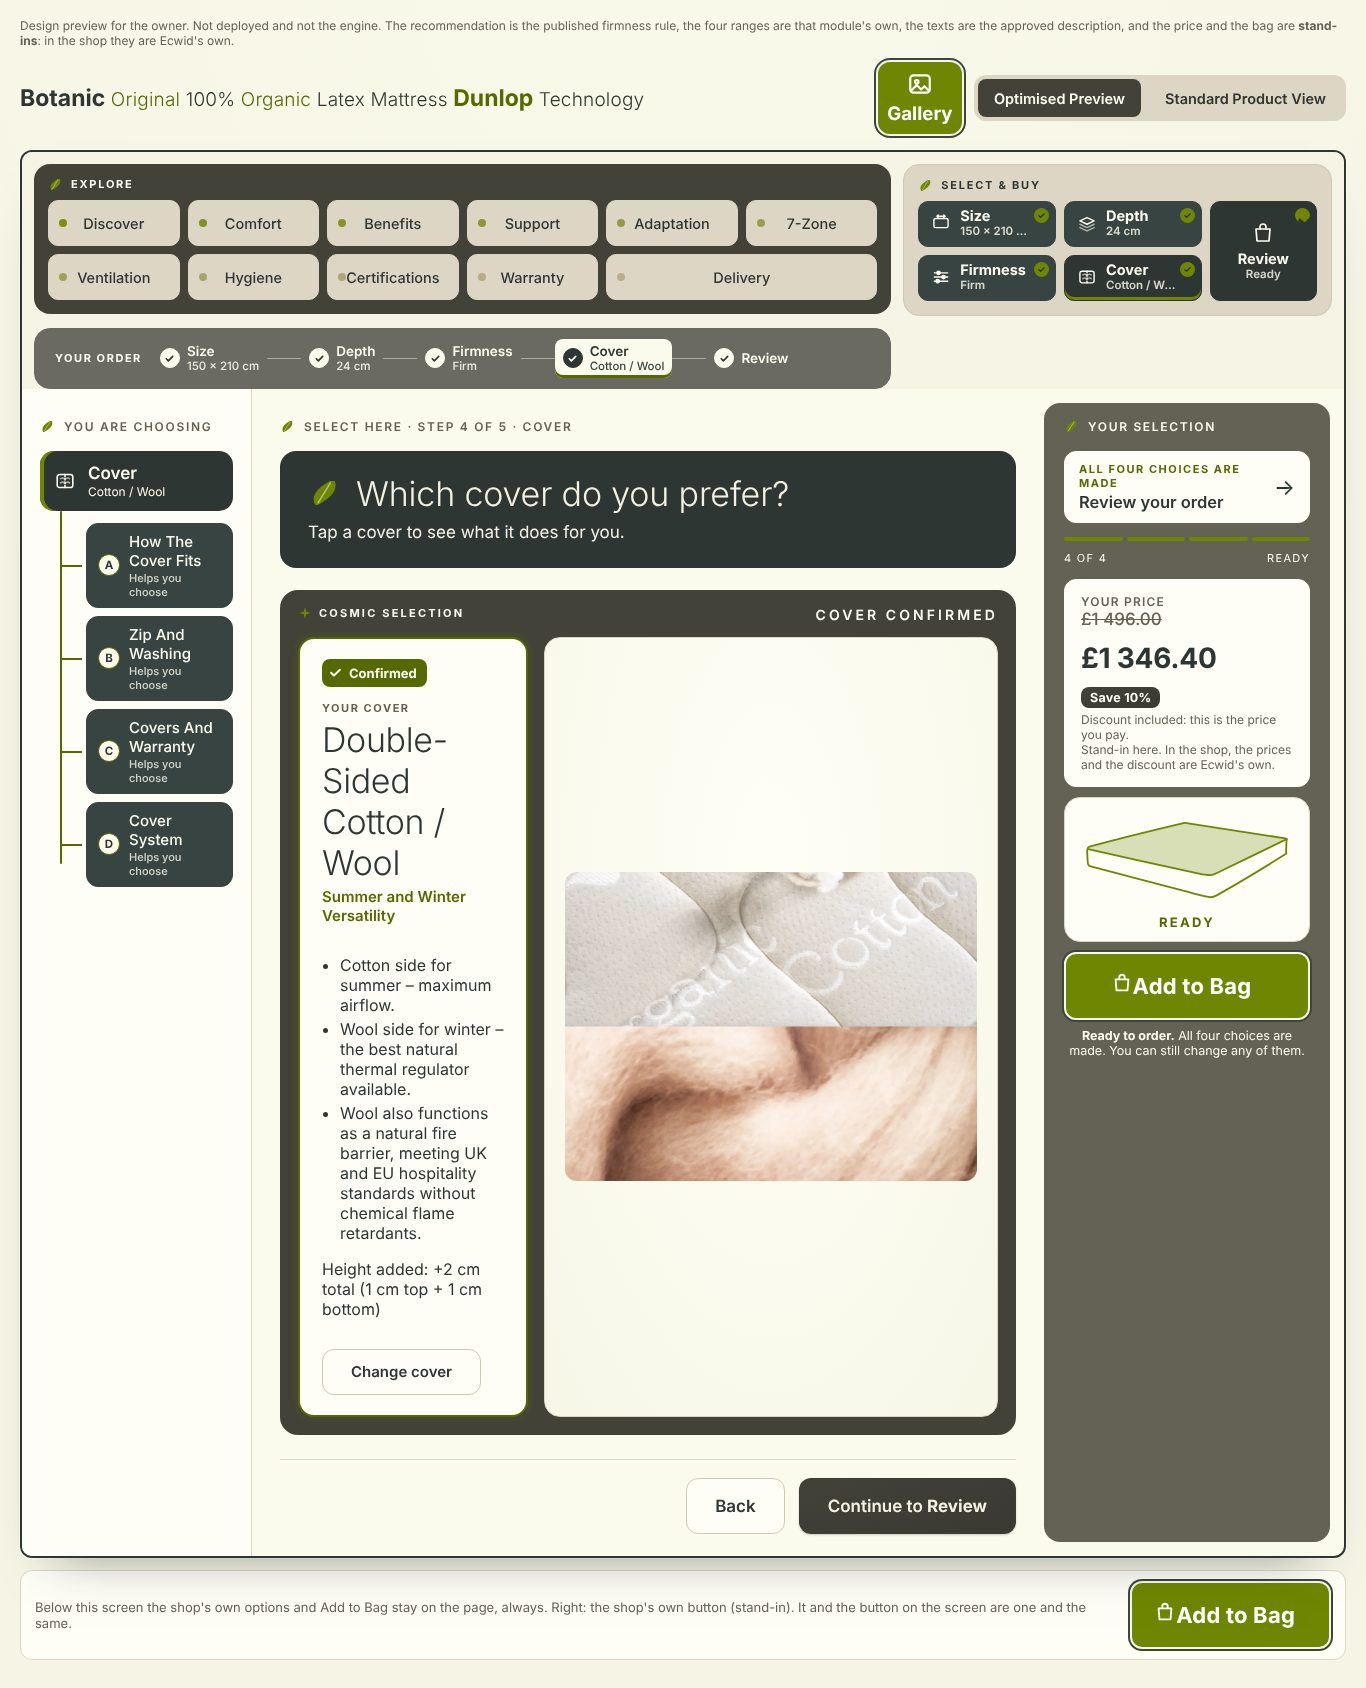 Design preview for the owner. Not deployed and not the engine. The recommendation is the published firmness rule, the four ranges are that module's own, the texts are the approved description, and the price and the bag are stand-
ins: in the shop they are Ecwid's own.
Botanic Original 100% Organic Latex Mattress Dunlop Technology
Gallery
Optimised Preview
Standard Product View
EXPLORE
Discover
Comfort
Benefits
Support
Adaptation
7-Zone
Ventilation
Hygiene
Certifications
Warranty
Delivery
SELECT & BUY
Size
150 × 210 ...
Depth
24 cm
Firmness
Firm
Cover
Cotton / W...
Review
Ready
YOUR ORDER
Size
150 × 210 cm
Depth
24 cm
Firmness
Firm
Cover
Cotton / Wool
Review
YOU ARE CHOOSING
Cover
Cotton / Wool
A
How The
Cover Fits
Helps you
choose
B
Zip And
Washing
Helps you
choose
C
Covers And
Warranty
Helps you
choose
D
Cover
System
Helps you
choose
SELECT HERE · STEP 4 OF 5 · COVER
Which cover do you prefer?
Tap a cover to see what it does for you.
COSMIC SELECTION
COVER CONFIRMED
Confirmed
YOUR COVER
Double-
Sided
Cotton /
Wool
Summer and Winter
Versatility
• Cotton side for
summer – maximum
airflow.
• Wool side for winter –
the best natural
thermal regulator
available.
• Wool also functions
as a natural fire
barrier, meeting UK
and EU hospitality
standards without
chemical flame
retardants.
Height added: +2 cm
total (1 cm top + 1 cm
bottom)
Change cover
rganic Cotton
Back
Continue to Review
YOUR SELECTION
ALL FOUR CHOICES ARE
MADE
Review your order
4 OF 4
READY
YOUR PRICE
£1 496.00
£1 346.40
Save 10%
Discount included: this is the price
you pay.
Stand-in here. In the shop, the prices
and the discount are Ecwid's own.
READY
Add to Bag
Ready to order. All four choices are
made. You can still change any of them.
Below this screen the shop's own options and Add to Bag stay on the page, always. Right: the shop's own button (stand-in). It and the button on the screen are one and the
same.
Add to Bag